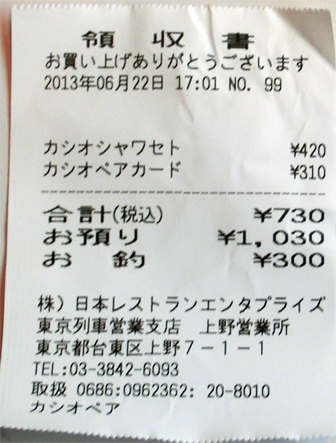 領収書
お買い上げありがとうございます
2013年06月22日 17:01 NO. 99
カシオシャワセト ¥420
カシオペアカード ¥310
合計(税込) ¥730
お預り ¥1,030
お釣 ¥300
株）日本レストランエンタプライズ
東京列車営業支店 上野営業所
東京都台東区上野７－１－１
TEL:03-3842-6093
取扱 0686:0962362: 20-8010
カシオペア